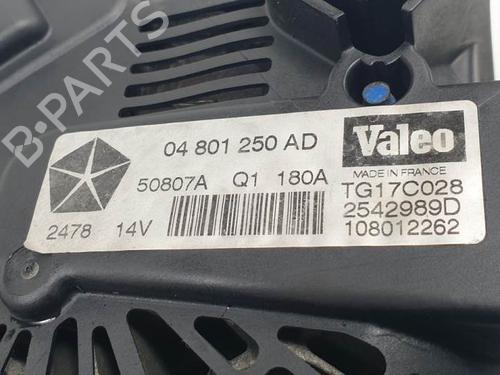 B-PARTS
04 801 250 AD
Valeo
MADE IN FRANCE
50807A Q1 180A
TG17C028
2478 14V
2542989D
108012262